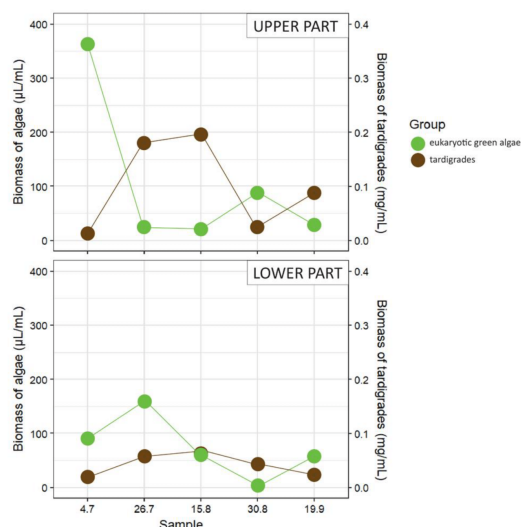 UPPER PART
400
300
200
100
0
Biomass of algae (µL/mL)
0.4
0.3
0.2
0.1
0.0
Biomass of tardigrades (mg/mL)
Group
eukaryotic green algae
tardigrades
LOWER PART
400
300
200
100
0
Biomass of algae (µL/mL)
0.4
0.3
0.2
0.1
0.0
Biomass of tardigrades (mg/mL)
4.7 26.7 15.8 30.8 19.9
Sample